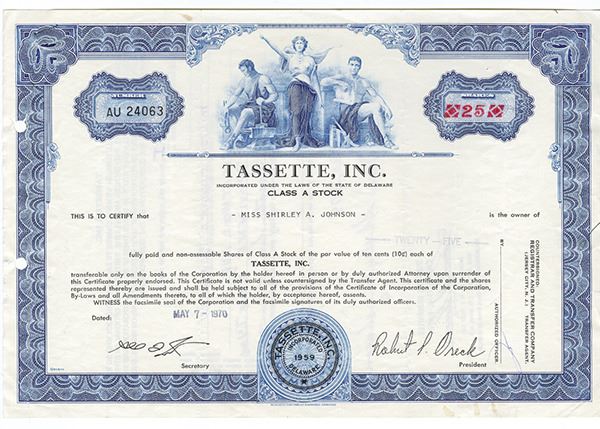 NUMBER
AU 24063
SHARES
25
TASSETTE, INC.
INCORPORATED UNDER THE LAWS OF THE STATE OF DELAWARE
CLASS A STOCK
THIS IS TO CERTIFY that - MISS SHIRLEY A. JOHNSON - is the owner of
TWENTY-FIVE
fully paid and non-assessable Shares of Class A Stock of the par value of ten cents (10¢) each of
TASSETTE, INC.
transferable only on the books of the Corporation by the holder hereof in person or by duly authorized Attorney upon surrender of
this Certificate properly endorsed. This Certificate is not valid unless countersigned by the Transfer Agent. This certificate and the shares
represented thereby are issued and shall be held subject to all of the provisions of the Certificate of Incorporation of the Corporation,
By-Laws and all Amendments thereto, to all of which the holder, by acceptance hereof, assents.
WITNESS the facsimile seal of the Corporation and the facsimile signatures of its duly authorized officers.
Dated: MAY 7 - 1970
TASSETTE, INC.
INCORPORATED
1959
DELAWARE
Secretary
Robert P. Oreck
President
COUNTERSIGNED:
REGISTRAR AND TRANSFER COMPANY
(JERSEY CITY, N. J.)
TRANSFER AGENT.
BY
AUTHORIZED OFFICER.